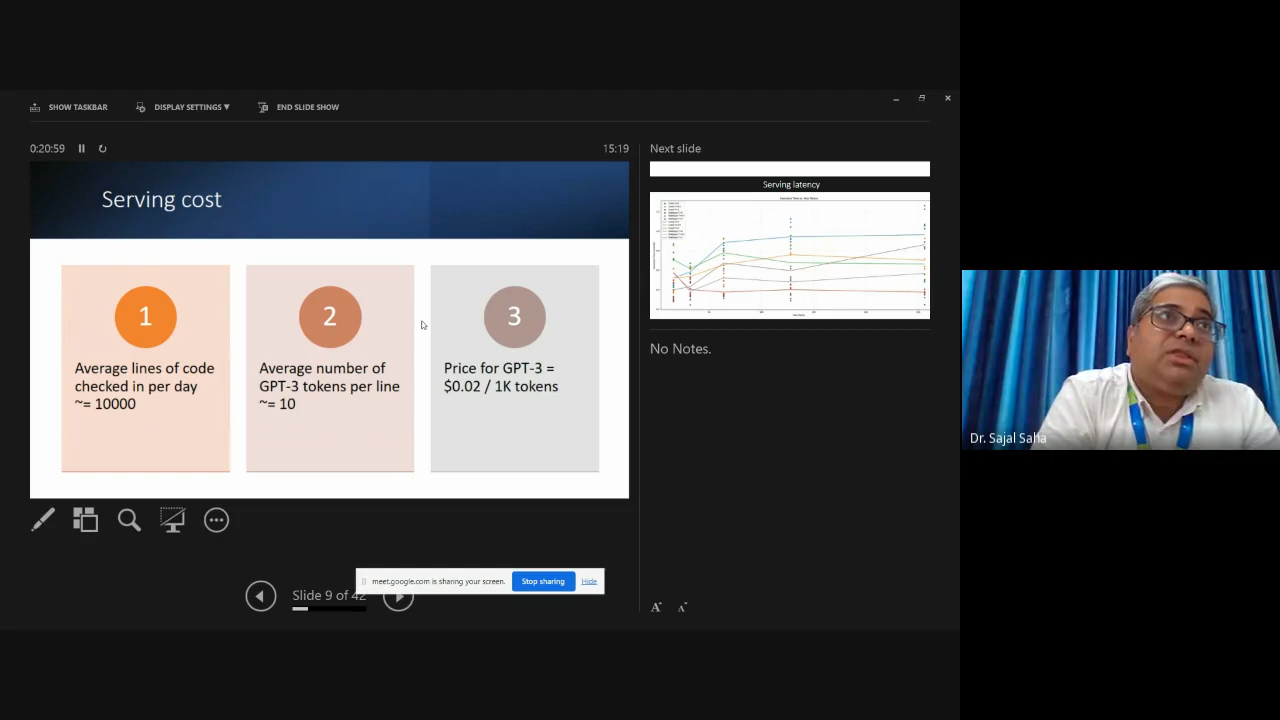 SHOW TASKBAR
DISPLAY SETTINGS ▼
END SLIDE SHOW
0:20:59
15:19
Next slide
Serving cost
1
Average lines of code
checked in per day
~= 10000
2
Average number of
GPT-3 tokens per line
~= 10
3
Price for GPT-3 =
$0.02 / 1K tokens
Serving latency
No Notes.
Dr. Sajal Saha
meet.google.com is sharing your screen.
Stop sharing
Hide
Slide 9 of 42
A
A